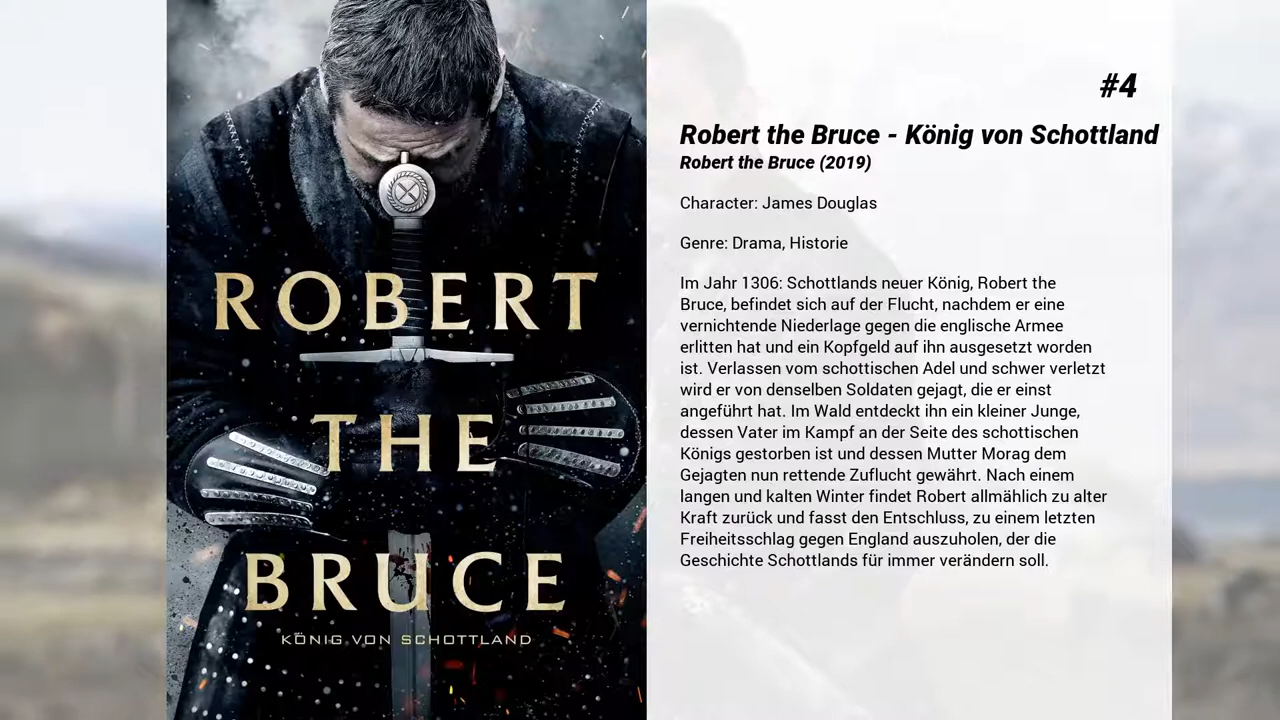 ROBERT
THE
BRUCE
KÖNIG VON SCHOTTLAND
#4
Robert the Bruce - König von Schottland
Robert the Bruce (2019)
Character: James Douglas
Genre: Drama, Historie
Im Jahr 1306: Schottlands neuer König, Robert the
Bruce, befindet sich auf der Flucht, nachdem er eine
vernichtende Niederlage gegen die englische Armee
erlitten hat und ein Kopfgeld auf ihn ausgesetzt worden
ist. Verlassen vom schottischen Adel und schwer verletzt
wird er von denselben Soldaten gejagt, die er einst
angeführt hat. Im Wald entdeckt ihn ein kleiner Junge,
dessen Vater im Kampf an der Seite des schottischen
Königs gestorben ist und dessen Mutter Morag dem
Gejagten nun rettende Zuflucht gewährt. Nach einem
langen und kalten Winter findet Robert allmählich zu alter
Kraft zurück und fasst den Entschluss, zu einem letzten
Freiheitsschlag gegen England auszuholen, der die
Geschichte Schottlands für immer verändern soll.